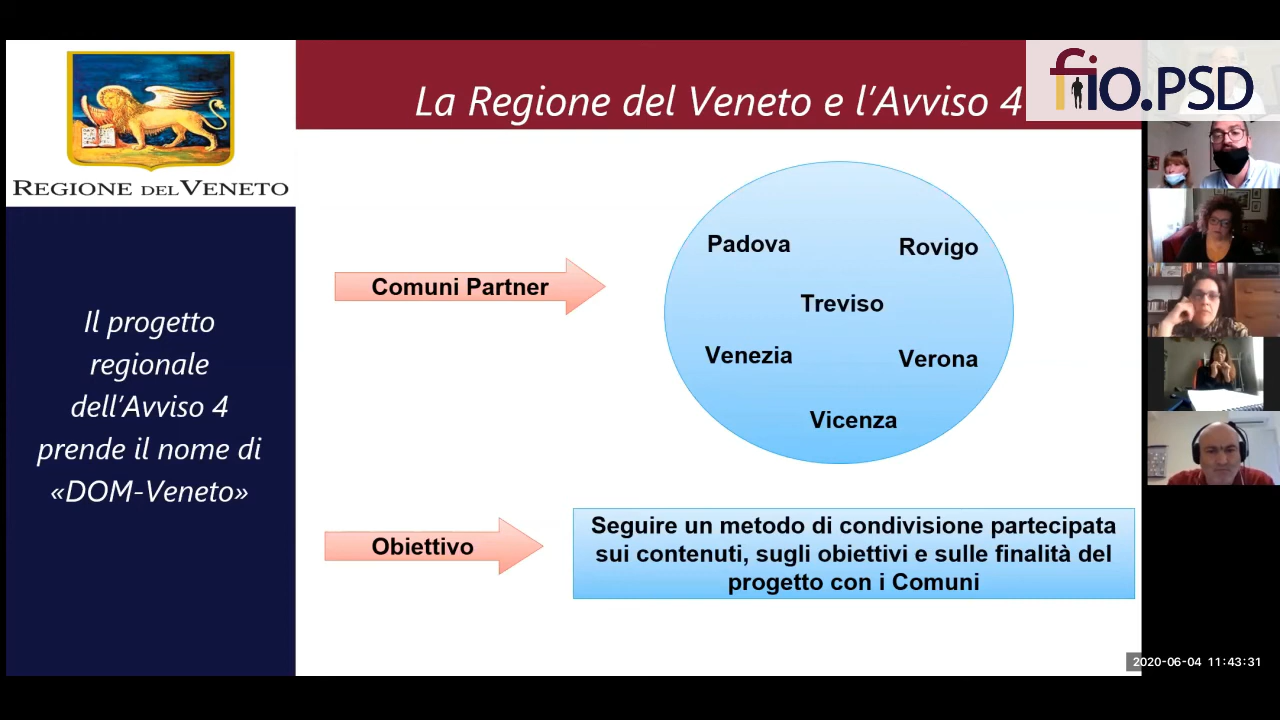 REGIONE DEL VENETO
La Regione del Veneto e l'Avviso 4
fio.PSD
Il progetto
regionale
dell'Avviso 4
prende il nome di
«DOM-Veneto»
Comuni Partner
Padova
Rovigo
Treviso
Venezia
Verona
Vicenza
Obiettivo
Seguire un metodo di condivisione partecipata
sui contenuti, sugli obiettivi e sulle finalità del
progetto con i Comuni
2020-06-04 11:43:31